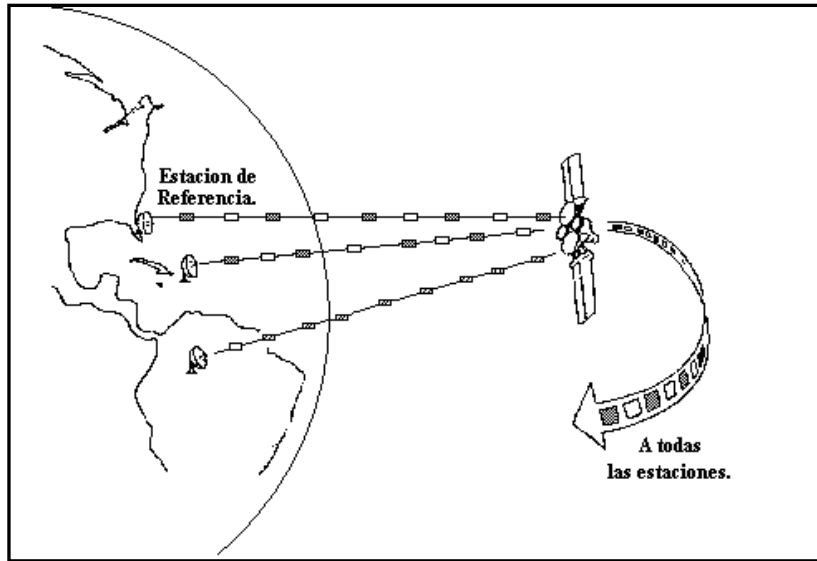 Estacion de
Referencia.
A todas
las estaciones.